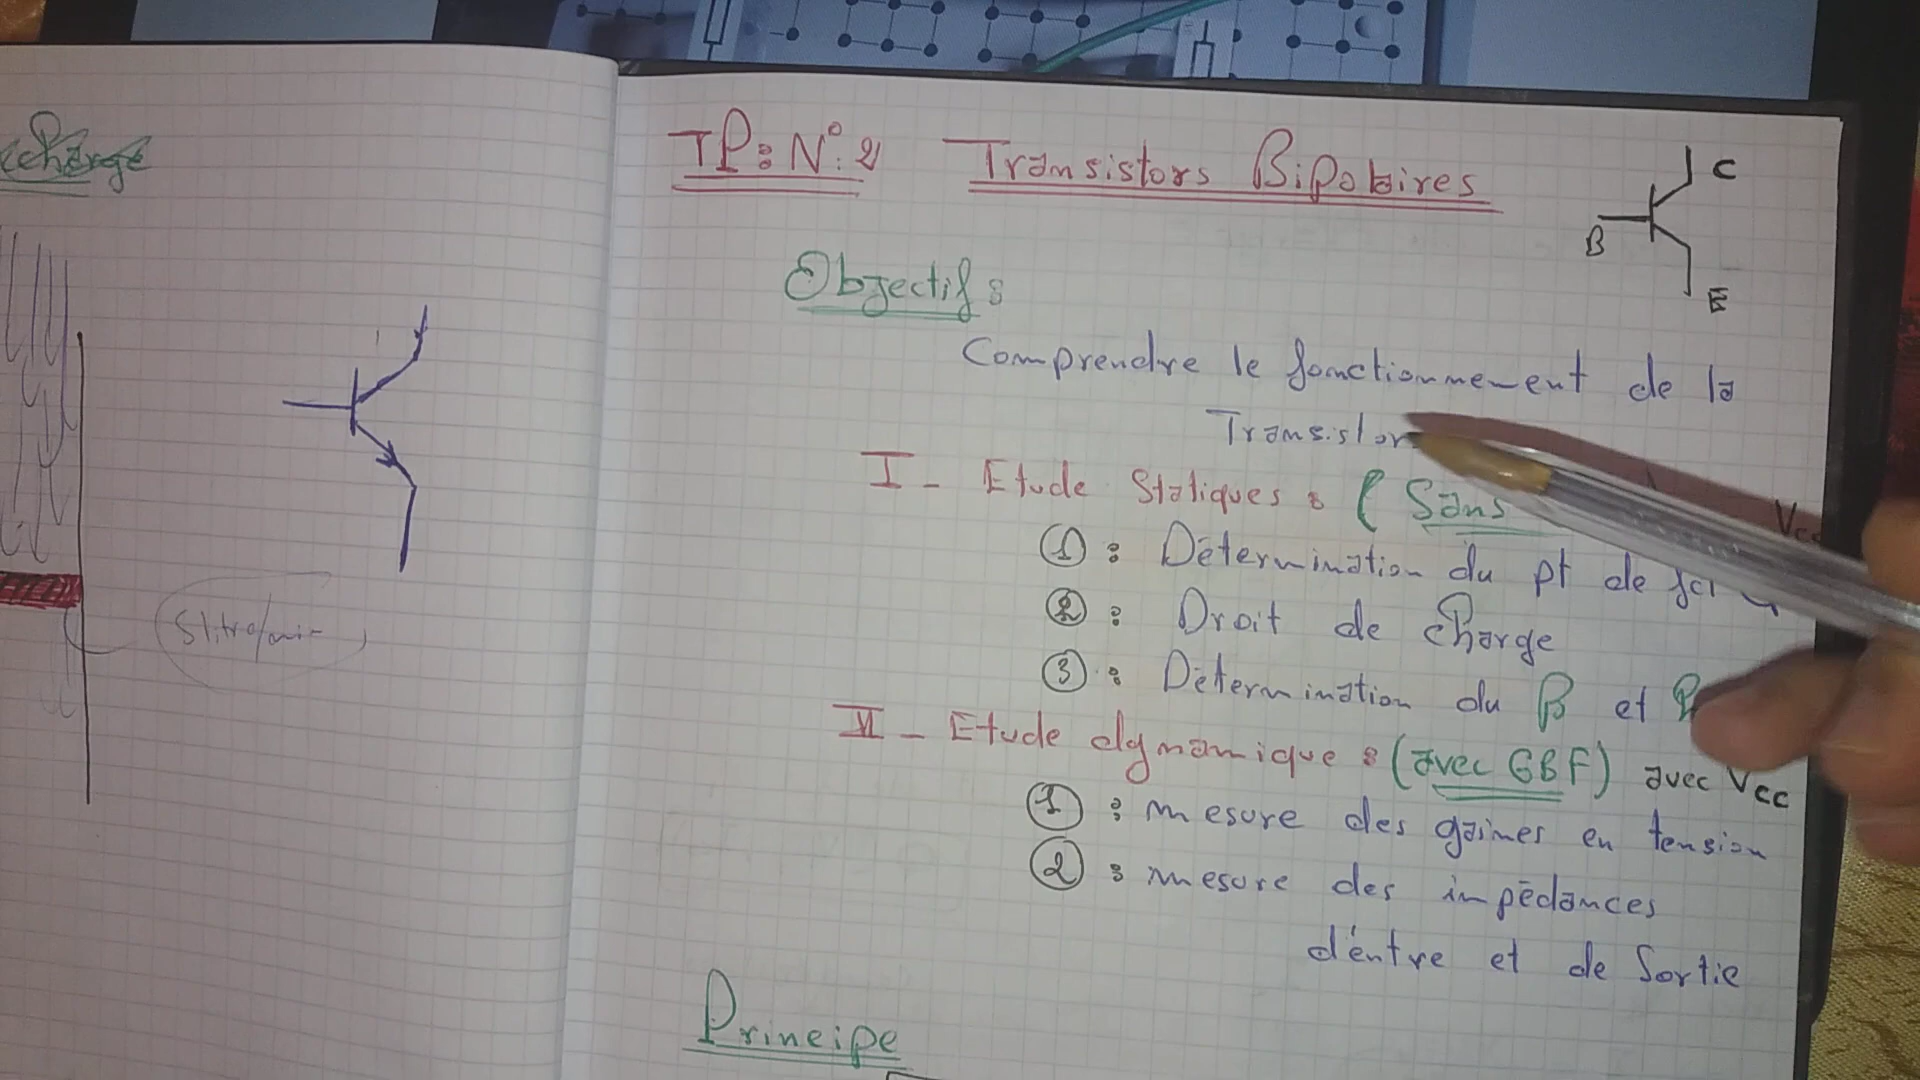 charge
TP: N°: 2 Transistors Bipolaires
C
B
E
Objectif :
Comprendre le fonctionnement de la
Transistor
I - Etude Statiques : ( Sans
Vcc
① : Détermination du pt de
② : Droit de charge
③ : Détermination du β et
II - Etude dynamique : (avec GBF) avec Vcc
① : mesure des gaines en tension
② : mesure des impédances
d'entre et de Sortie
Principe